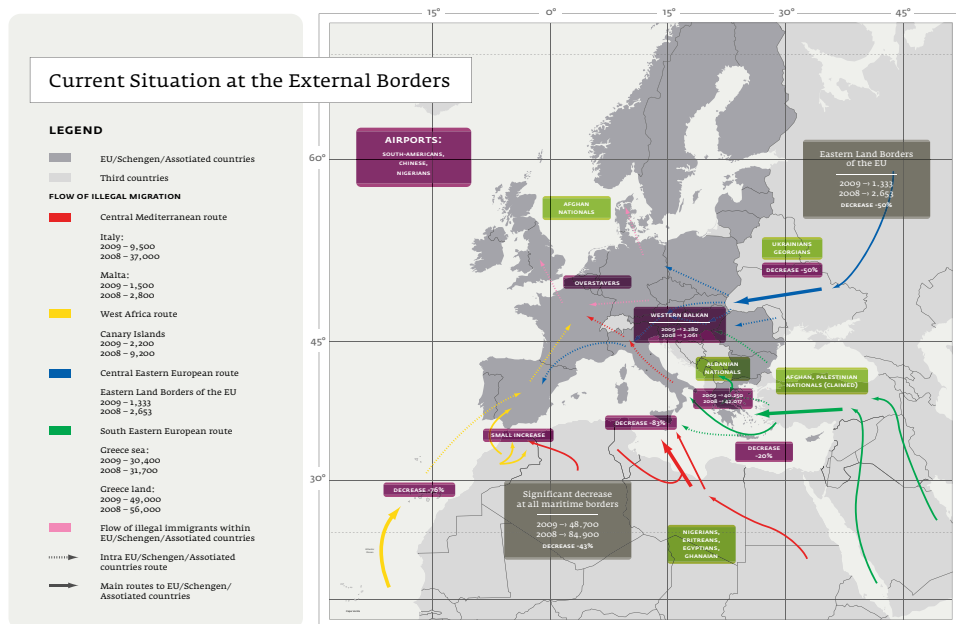 15°
0°
15°
30°
45°
Current Situation at the External Borders
LEGEND
EU/Schengen/Assotiated countries
Third countries
FLOW OF ILLEGAL MIGRATION
Central Mediterranean route
Italy:
2009 – 9,500
2008 – 37,000
Malta:
2009 – 1,500
2008 – 2,800
West Africa route
Canary Islands
2009 – 2,200
2008 – 9,200
Central Eastern European route
Eastern Land Borders of the EU
2009 – 1,333
2008 – 2,653
South Eastern European route
Greece sea:
2009 – 30,400
2008 – 31,700
Greece land:
2009 – 49,000
2008 – 56,000
Flow of illegal immigrants within
EU/Schengen/Assotiated countries
Intra EU/Schengen/Assotiated
countries route
Main routes to EU/Schengen/
Assotiated countries
60°
45°
30°
AIRPORTS:
SOUTH-AMERICANS,
CHINESE,
NIGERIANS
Eastern Land Borders
of the EU
2009 → 1,333
2008 → 2,653
DECREASE -50%
AFGHAN
NATIONALS
UKRAINIANS
GEORGIANS
DECREASE -50%
OVERSTAYERS
WESTERN BALKAN
2009 → 2.280
2008 → 3.061
ALBANIAN
NATIONALS
AFGHAN, PALESTINIAN
NATIONALS (CLAIMED)
2009 → 40.250
2008 → 42.017
DECREASE -83%
SMALL INCREASE
DECREASE
-20%
DECREASE -76%
Significant decrease
at all maritime borders
2009 → 48.700
2008 → 84.900
DECREASE -43%
NIGERIANS,
ERITREANS,
EGYPTIANS,
GHANAIAN